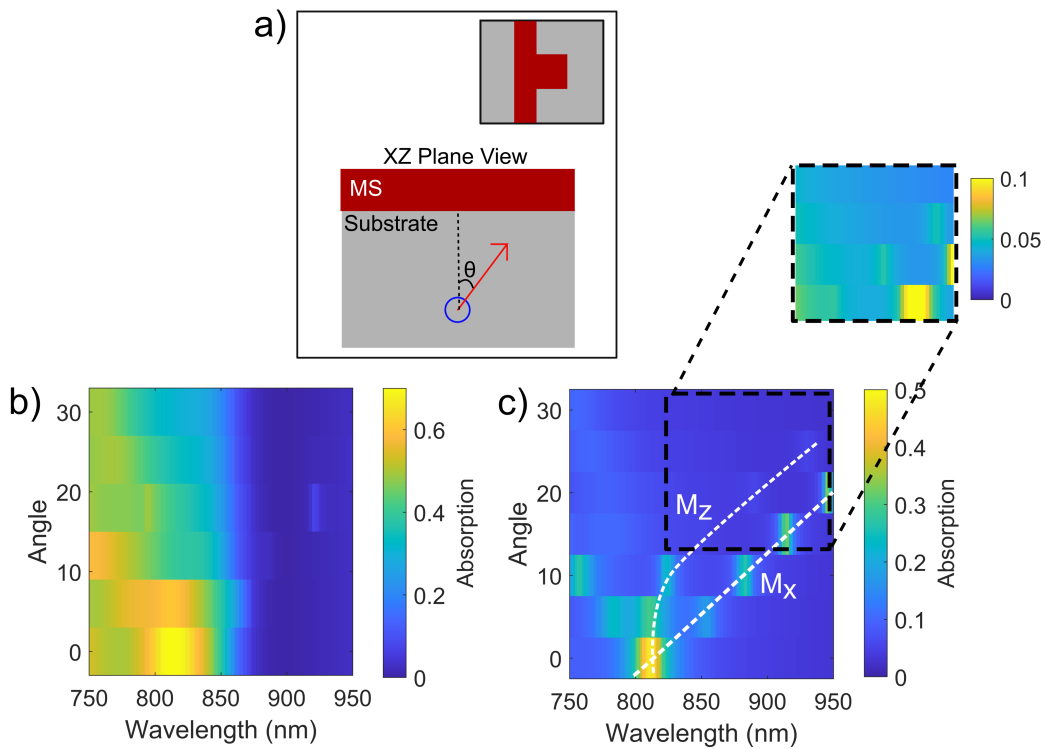 a)
XZ Plane View
MS
Substrate
θ
0.1
0.05
0
b)
30
20
10
0
Angle
750 800 850 900 950
Wavelength (nm)
0.6
0.4
0.2
0
Absorption
c)
30
20
10
0
Angle
MZ
MX
750 800 850 900 950
Wavelength (nm)
0.5
0.4
0.3
0.2
0.1
0
Absorption